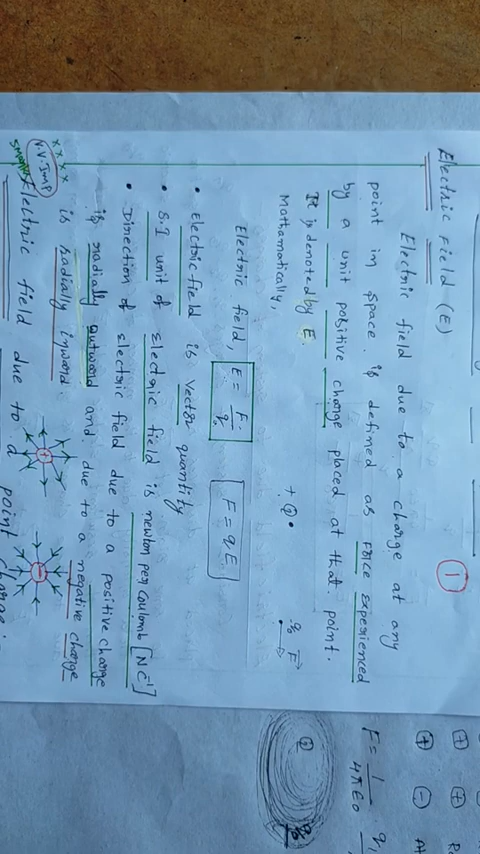 ①
Electric Field (E)
Electric field due to a charge at any
point in space is defined as force experienced
by a unit positive charge placed at that point.
It is denoted by E.
Mathematically,
+Q• q₀ F→
Electric field, E = F/q₀ F = qE
• Electric field is vector quantity
• S.I unit of electric field is newton per coulomb [NC⁻¹]
• Direction of electric field due to a positive charge
is radially outward and due to a negative charge
is radially inward.
+ −
x x x x
N.V.Imp
5M
Electric field due to a point charge:
⊕ ⊕ R
⊕ ⊖ A
F = 1/4πε₀ q
Q